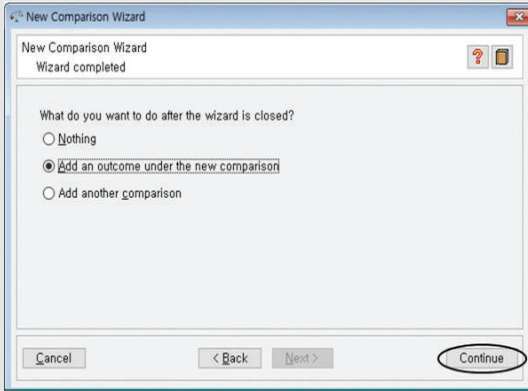 New Comparison Wizard
New Comparison Wizard
Wizard completed
?
What do you want to do after the wizard is closed?
Nothing
Add an outcome under the new comparison
Add another comparison
Cancel
< Back
Next >
Continue